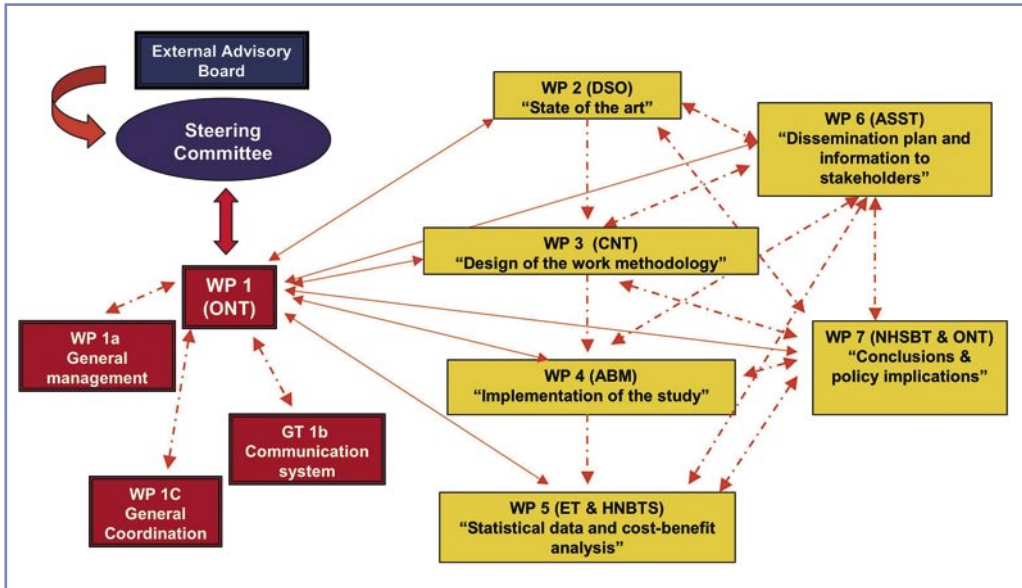 External Advisory
Board
Steering
Committee
WP 1
(ONT)
WP 1a
General
management
GT 1b
Communication
system
WP 1C
General
Coordination
WP 2 (DSO)
“State of the art”
WP 3 (CNT)
“Design of the work methodology”
WP 4 (ABM)
“Implementation of the study”
WP 5 (ET & HNBTS)
“Statistical data and cost-benefit
analysis”
WP 6 (ASST)
“Dissemination plan and
information to
stakeholders”
WP 7 (NHSBT & ONT)
“Conclusions &
policy implications”